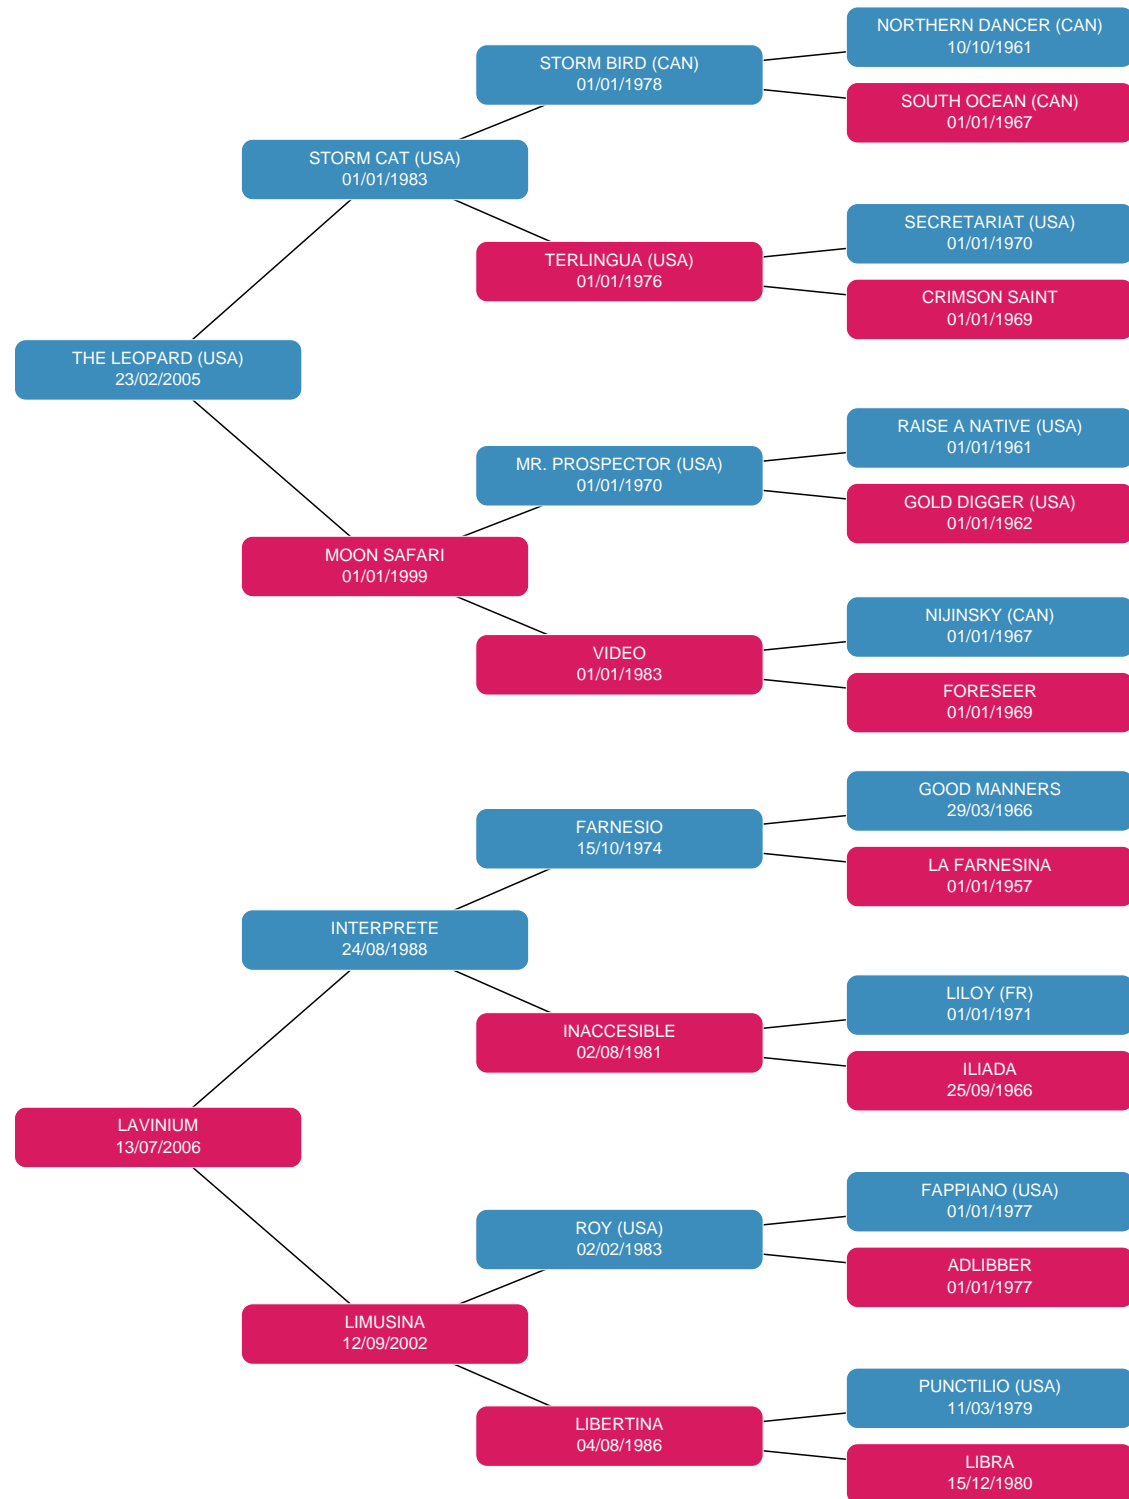 NORTHERN DANCER (CAN)
10/10/1961
STORM BIRD (CAN)
01/01/1978
SOUTH OCEAN (CAN)
01/01/1967
STORM CAT (USA)
01/01/1983
SECRETARIAT (USA)
01/01/1970
TERLINGUA (USA)
01/01/1976
CRIMSON SAINT
01/01/1969
THE LEOPARD (USA)
23/02/2005
RAISE A NATIVE (USA)
01/01/1961
MR. PROSPECTOR (USA)
01/01/1970
GOLD DIGGER (USA)
01/01/1962
MOON SAFARI
01/01/1999
NIJINSKY (CAN)
01/01/1967
VIDEO
01/01/1983
FORESEER
01/01/1969
GOOD MANNERS
29/03/1966
FARNESIO
15/10/1974
LA FARNESINA
01/01/1957
INTERPRETE
24/08/1988
LILOY (FR)
01/01/1971
INACCESIBLE
02/08/1981
ILIADA
25/09/1966
LAVINIUM
13/07/2006
FAPPIANO (USA)
01/01/1977
ROY (USA)
02/02/1983
ADLIBBER
01/01/1977
LIMUSINA
12/09/2002
PUNCTILIO (USA)
11/03/1979
LIBERTINA
04/08/1986
LIBRA
15/12/1980